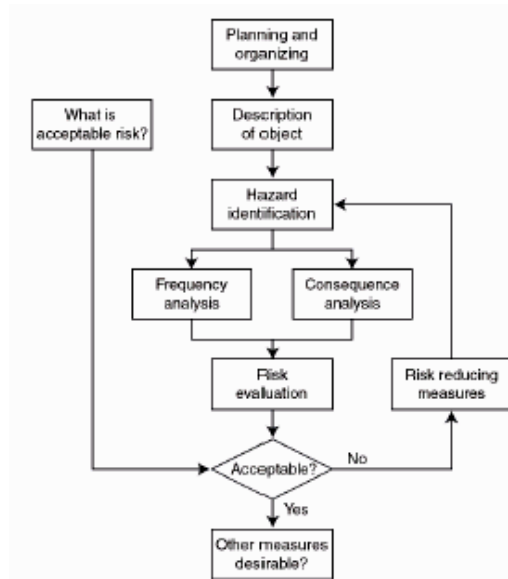 Planning and
organizing
What is
acceptable risk?
Description
of object
Hazard
identification
Frequency
analysis
Consequence
analysis
Risk
evaluation
Risk reducing
measures
Acceptable?
No
Yes
Other measures
desirable?